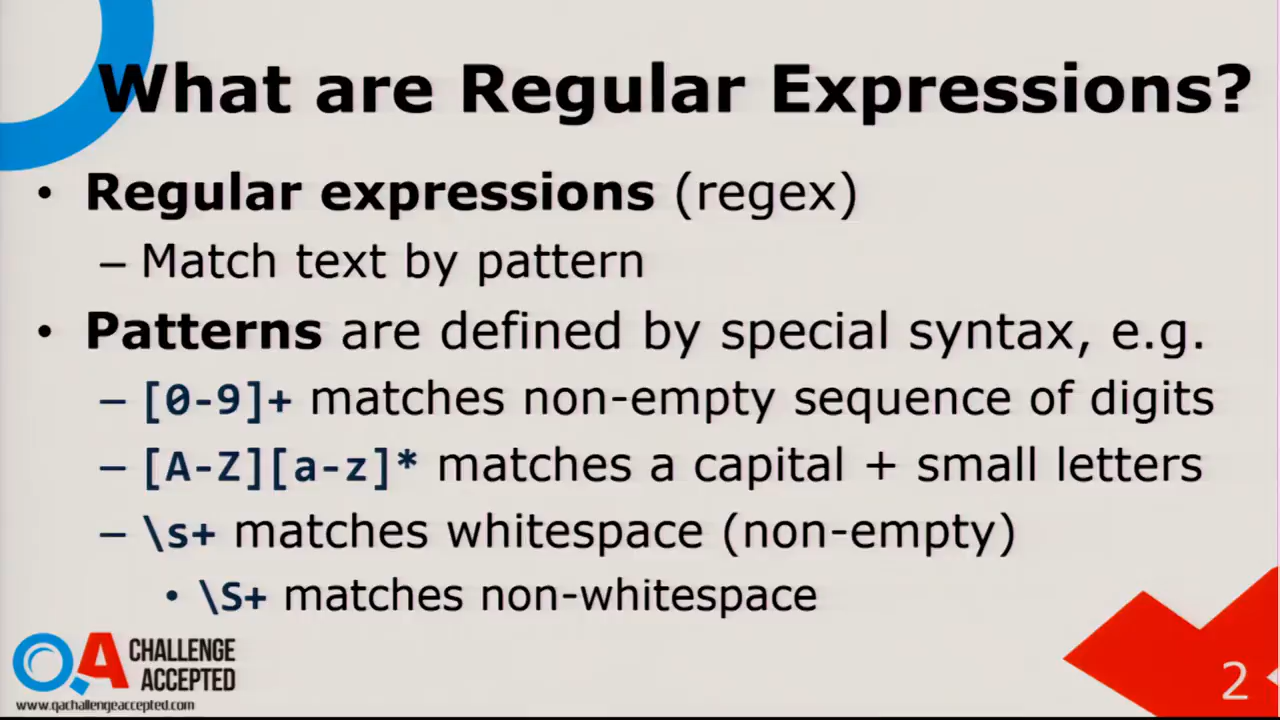 What are Regular Expressions?
• Regular expressions (regex)
– Match text by pattern
• Patterns are defined by special syntax, e.g.
– [0-9]+ matches non-empty sequence of digits
– [A-Z][a-z]* matches a capital + small letters
– \s+ matches whitespace (non-empty)
• \S+ matches non-whitespace
QA CHALLENGE
ACCEPTED
www.qachallengeaccepted.com
2